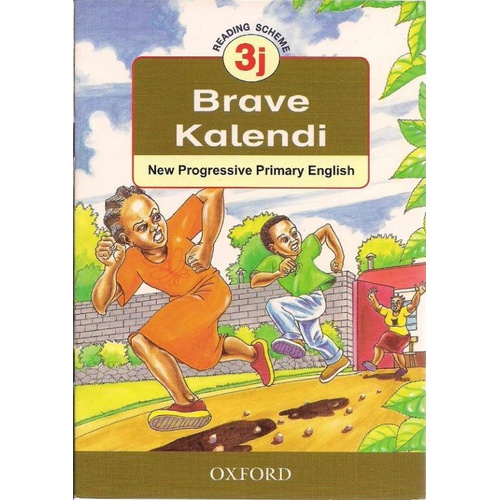 READING SCHEME
3j
Brave
Kalendi
New Progressive Primary English
OXFORD